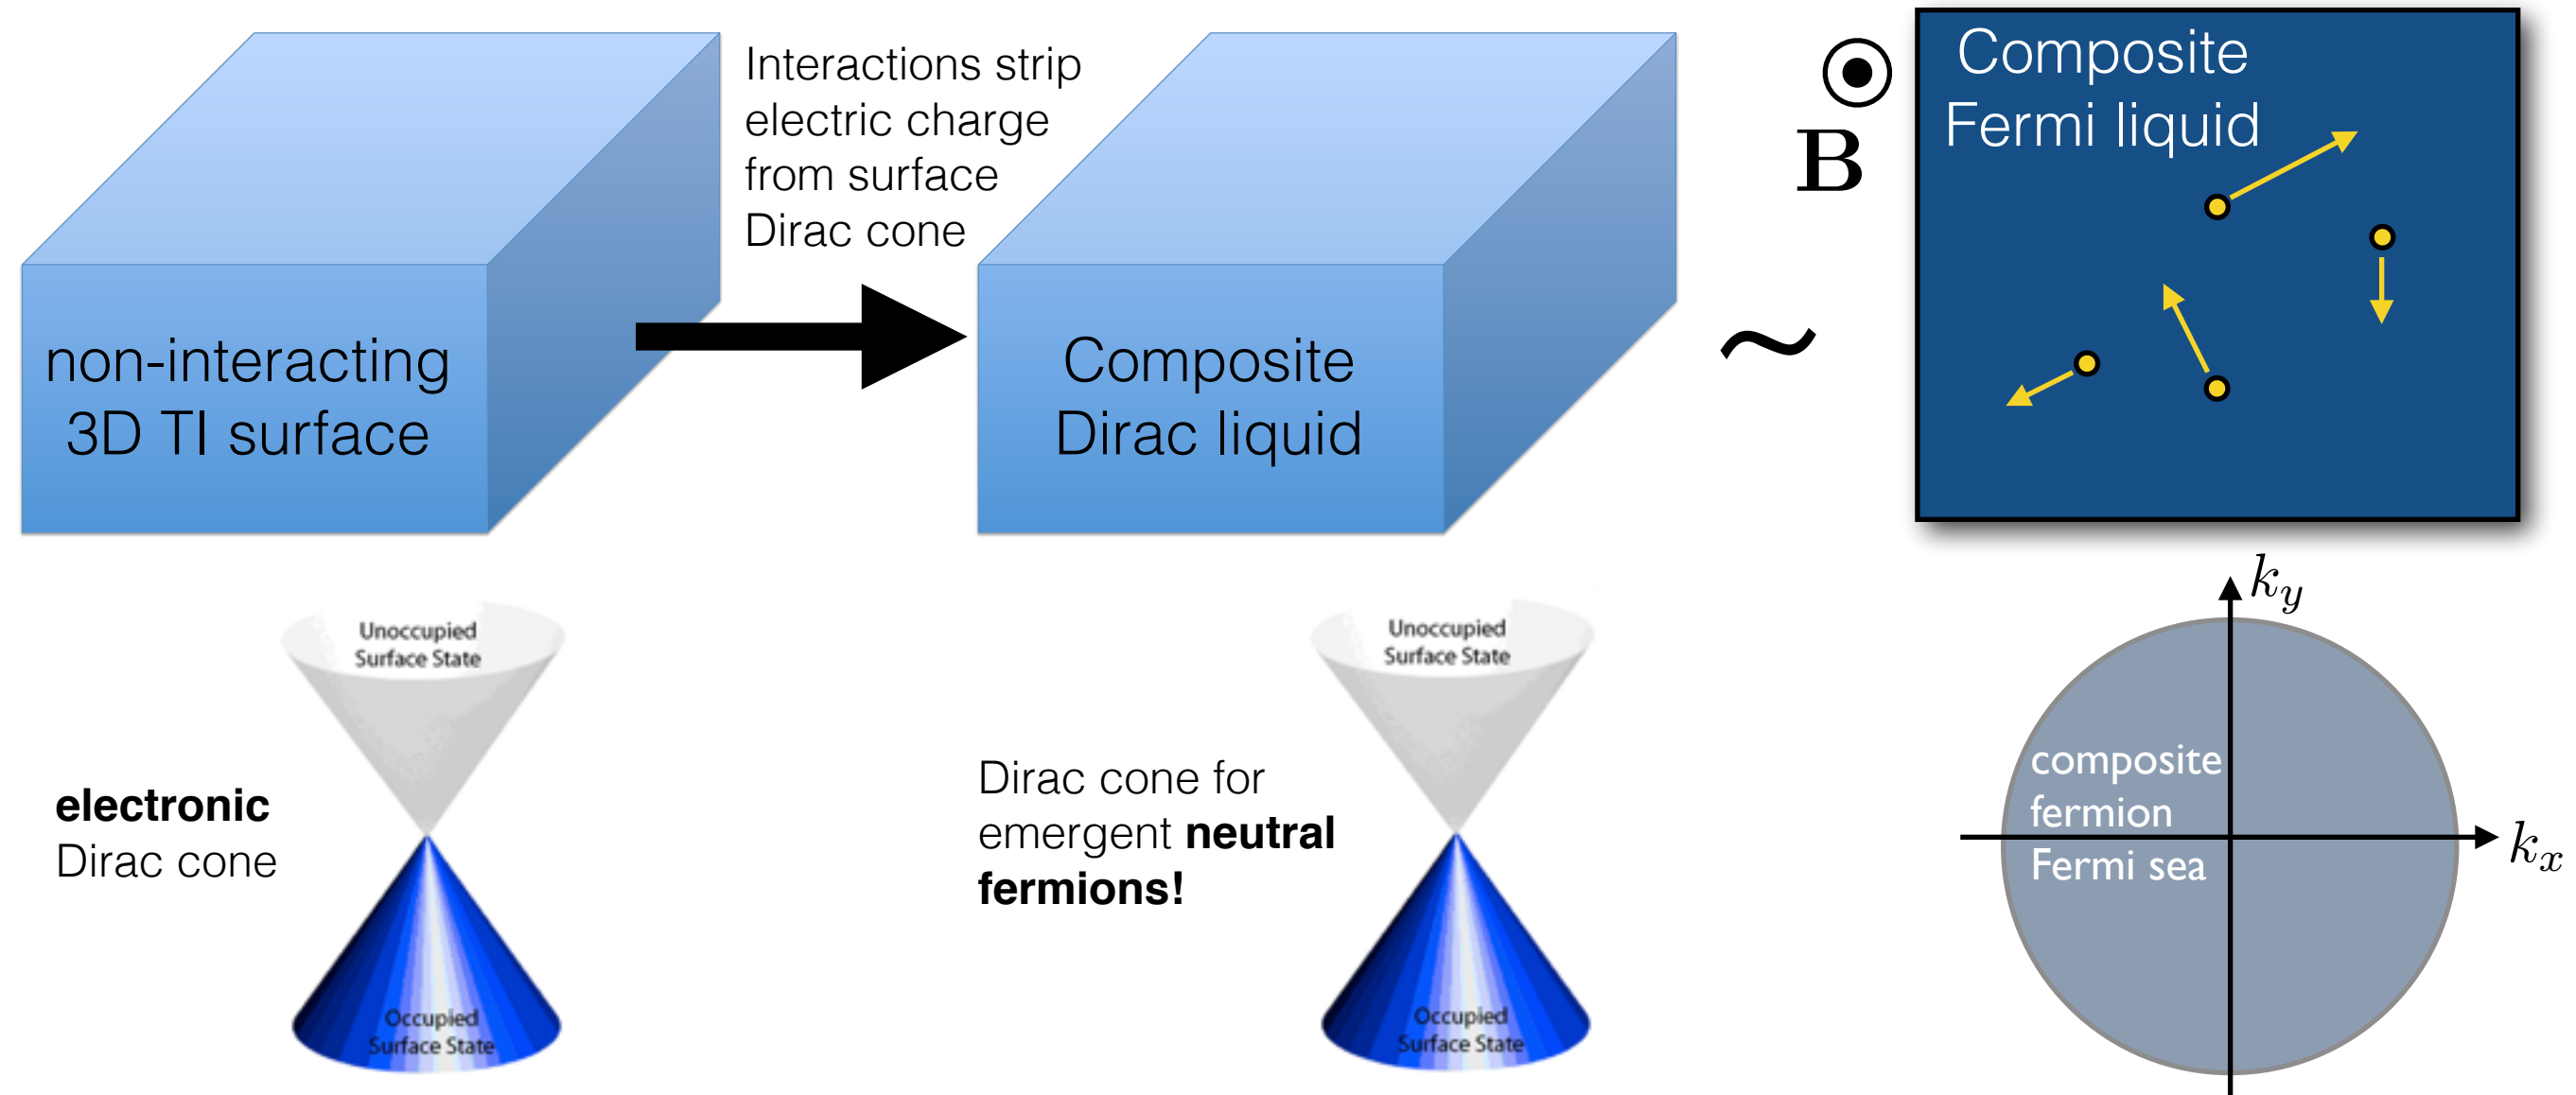 Interactions strip
electric charge
from surface
Dirac cone
non-interacting
3D TI surface
Composite
Dirac liquid
∼
B
Composite
Fermi liquid
Unoccupied
Surface State
electronic
Dirac cone
Occupied
Surface State
Unoccupied
Surface State
Dirac cone for
emergent neutral
fermions!
Occupied
Surface State
k_y
composite
fermion
Fermi sea
k_x